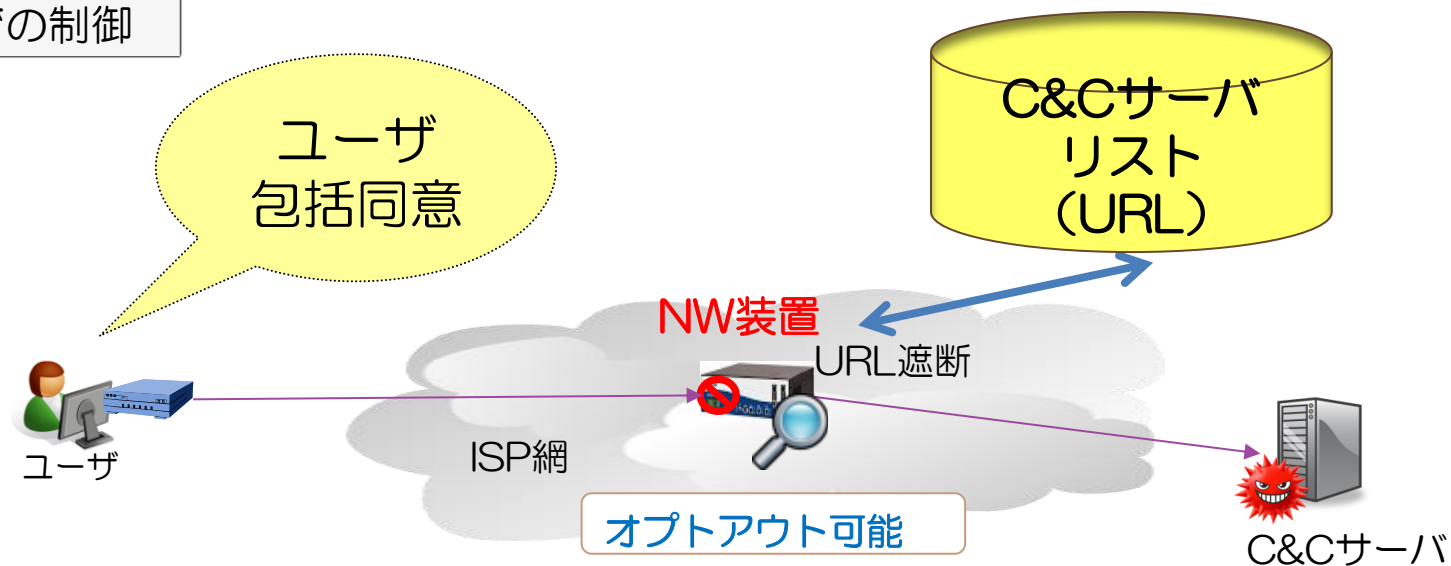 での制御
ユーザ
包括同意
C&Cサーバ
リスト
（URL）
NW装置
URL遮断
ユーザ
ISP網
オプトアウト可能
C&Cサーバ